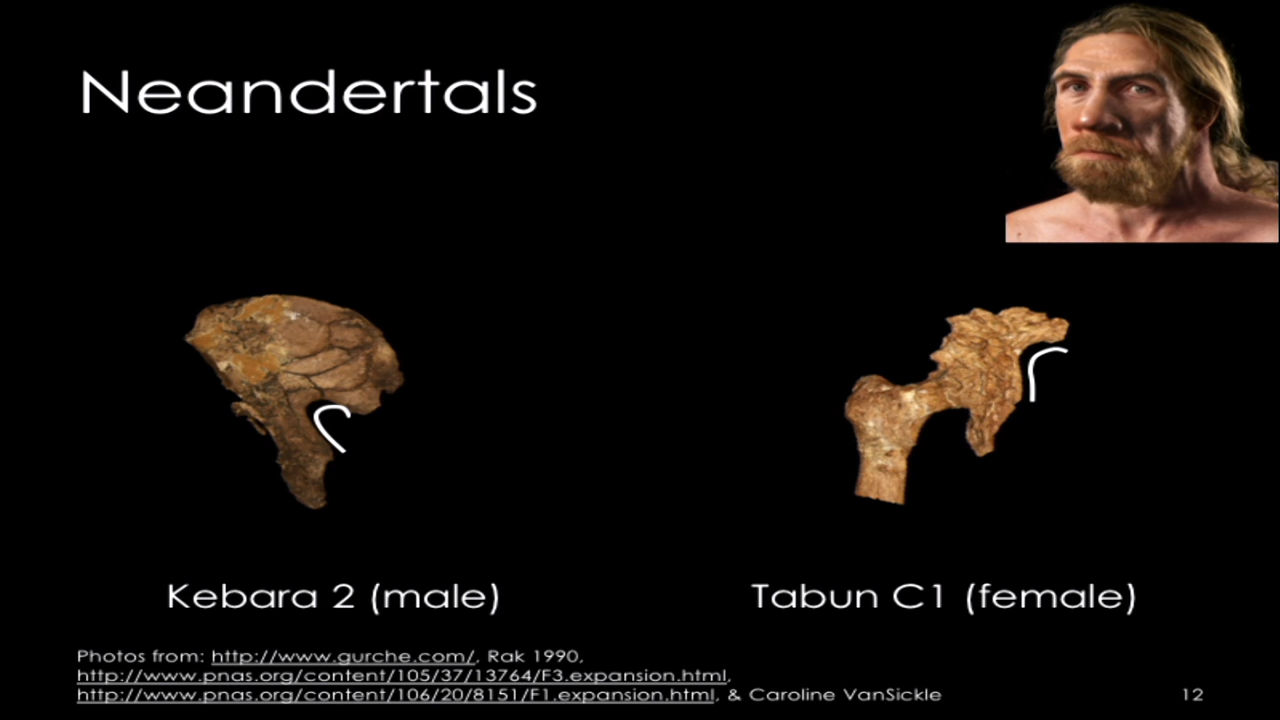 Neandertals
Kebara 2 (male)
Tabun C1 (female)
Photos from: http://www.gurche.com/, Rak 1990,
http://www.pnas.org/content/105/37/13764/F3.expansion.html,
http://www.pnas.org/content/106/20/8151/F1.expansion.html, & Caroline VanSickle
12